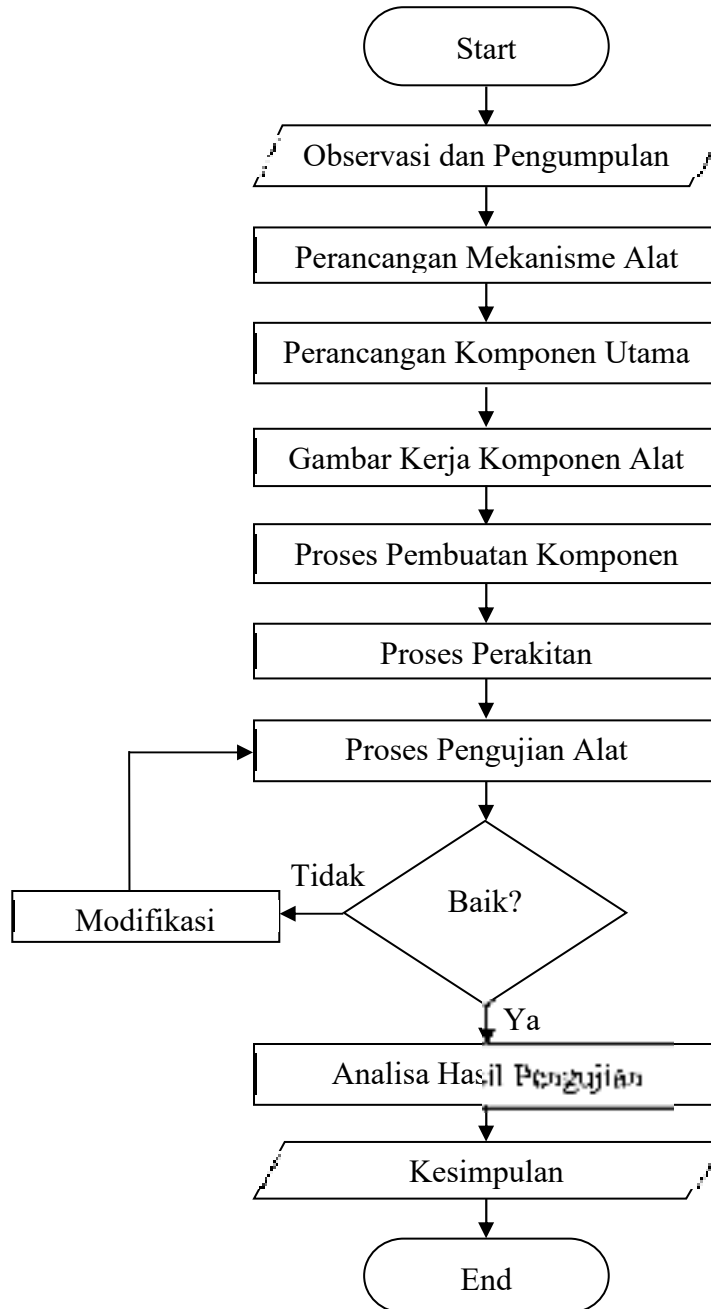 Start
Observasi dan Pengumpulan
Perancangan Mekanisme Alat
Perancangan Komponen Utama
Gambar Kerja Komponen Alat
Proses Pembuatan Komponen
Proses Perakitan
Proses Pengujian Alat
Tidak
Baik?
Modifikasi
Ya
Analisa Hasil Pengujian
Kesimpulan
End